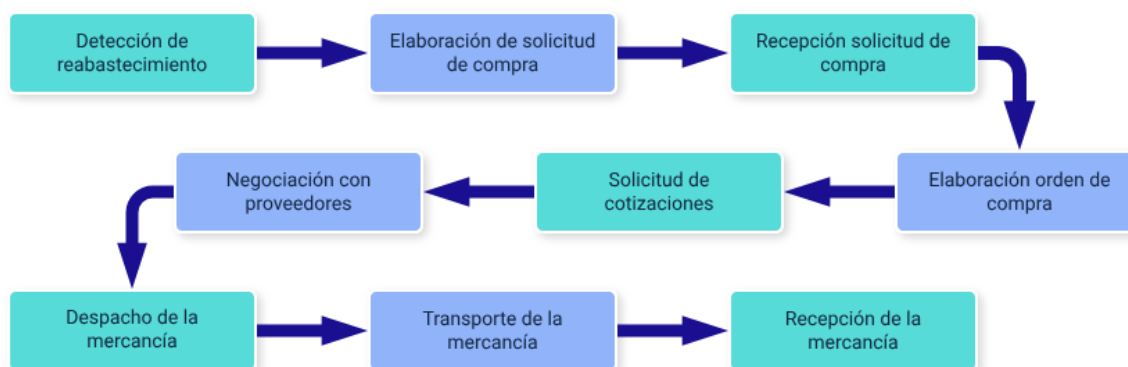 Detección de
reabastecimiento
Elaboración de solicitud
de compra
Recepción solicitud de
compra
Elaboración orden de
compra
Solicitud de
cotizaciones
Negociación con
proveedores
Despacho de la
mercancía
Transporte de la
mercancía
Recepción de la
mercancía